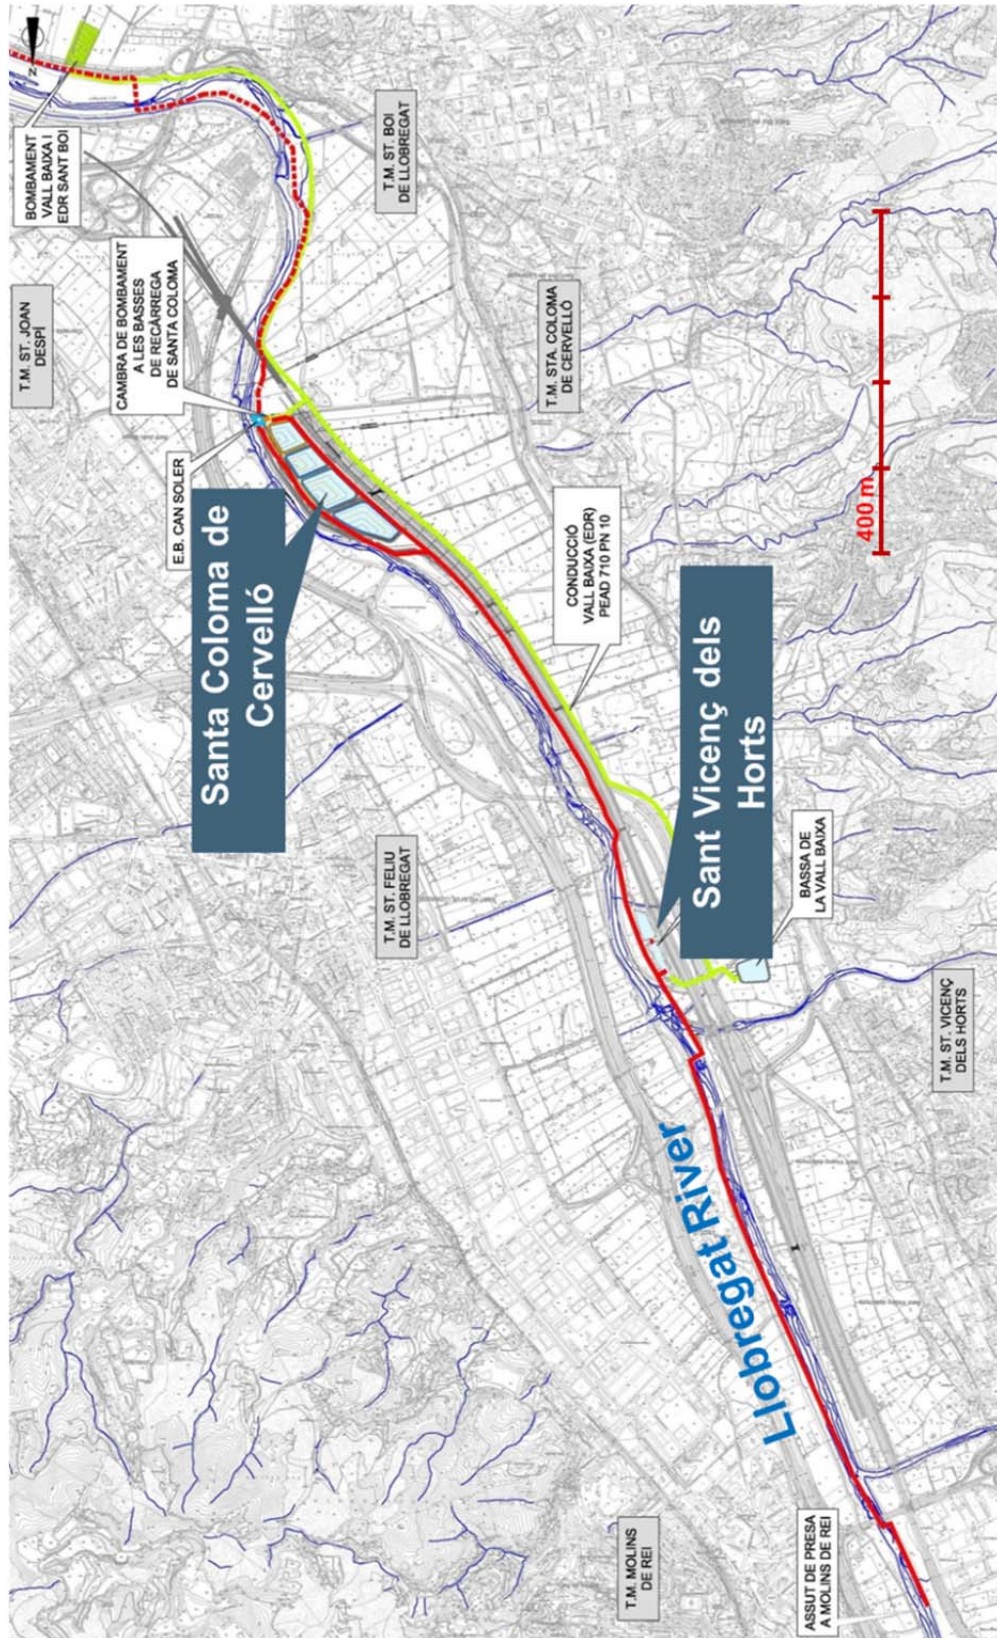 N
BOMBAMENT
VALL BAIXA I
EDR SANT BOI
T.M. ST. JOAN
DESPÍ
CAMBRA DE BOMBAMENT
A LES BASSES
DE RECÀRREGA
DE SANTA COLOMA
E.B. CAN SOLER
Santa Coloma de
Cervelló
T.M. ST. BOI
DE LLOBREGAT
T.M. STA. COLOMA
DE CERVELLÓ
CONDUCCIÓ
VALL BAIXA (EDR)
PEAD 710 PN 10
400 m
T.M. ST. FELIU
DE LLOBREGAT
Sant Vicenç dels
Horts
BASSA DE
LA VALL BAIXA
T.M. ST. VICENÇ
DELS HORTS
Llobregat River
T.M. MOLINS
DE REI
ASSUT DE PRESA
A MOLINS DE REI